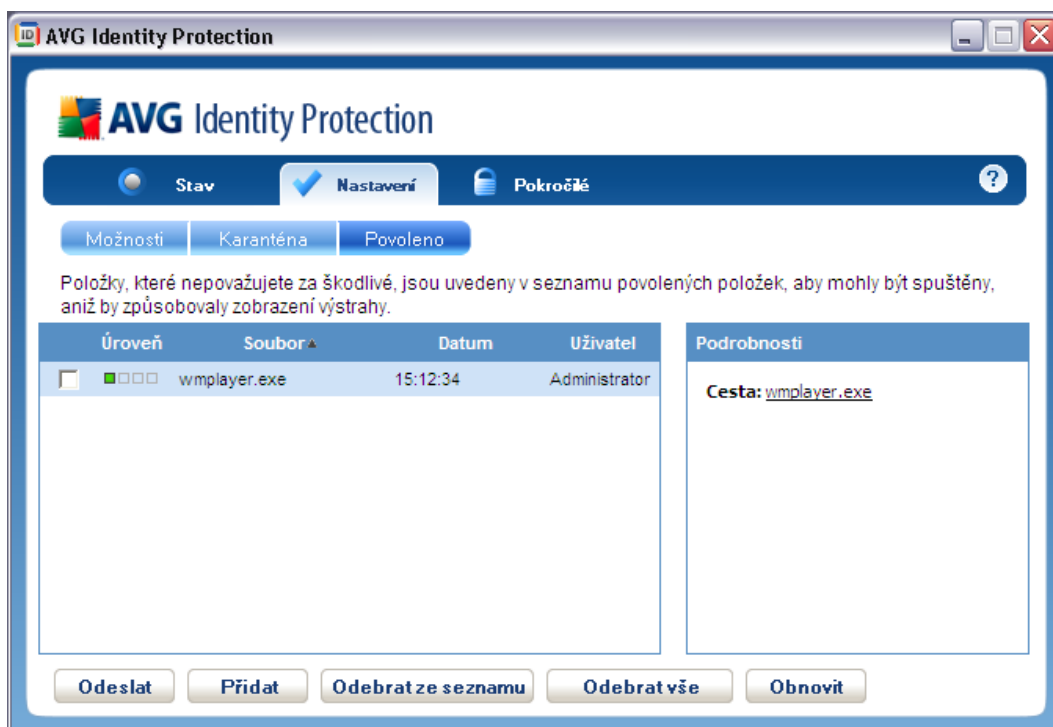 ID AVG Identity Protection
AVG Identity Protection
Stav Nastavení Pokročilé ?
Možnosti Karanténa Povoleno
Položky, které nepovažujete za škodlivé, jsou uvedeny v seznamu povolených položek, aby mohly být spuštěny,
aniž by způsobovaly zobrazení výstrahy.
Úroveň Soubor Datum Uživatel Podrobnosti
wmplayer.exe 15:12:34 Administrator
Cesta: wmplayer.exe
Odeslat Přidat Odebrat ze seznamu Odebrat vše Obnovit